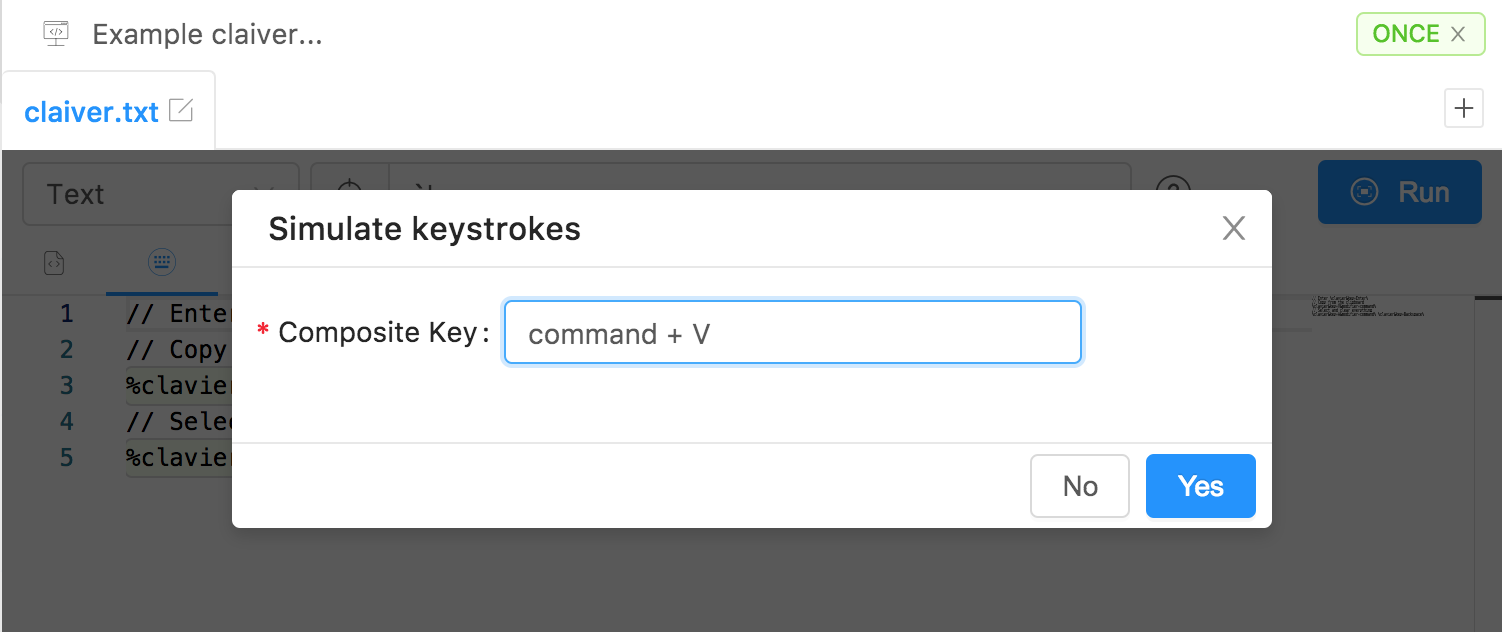 Example claiver...
ONCE
claiver.txt
Text
Run
Simulate keystrokes
* Composite Key:
command + V
No
Yes
1 // Enter
2 // Copy
3 %clavier
4 // Selec
5 %clavier